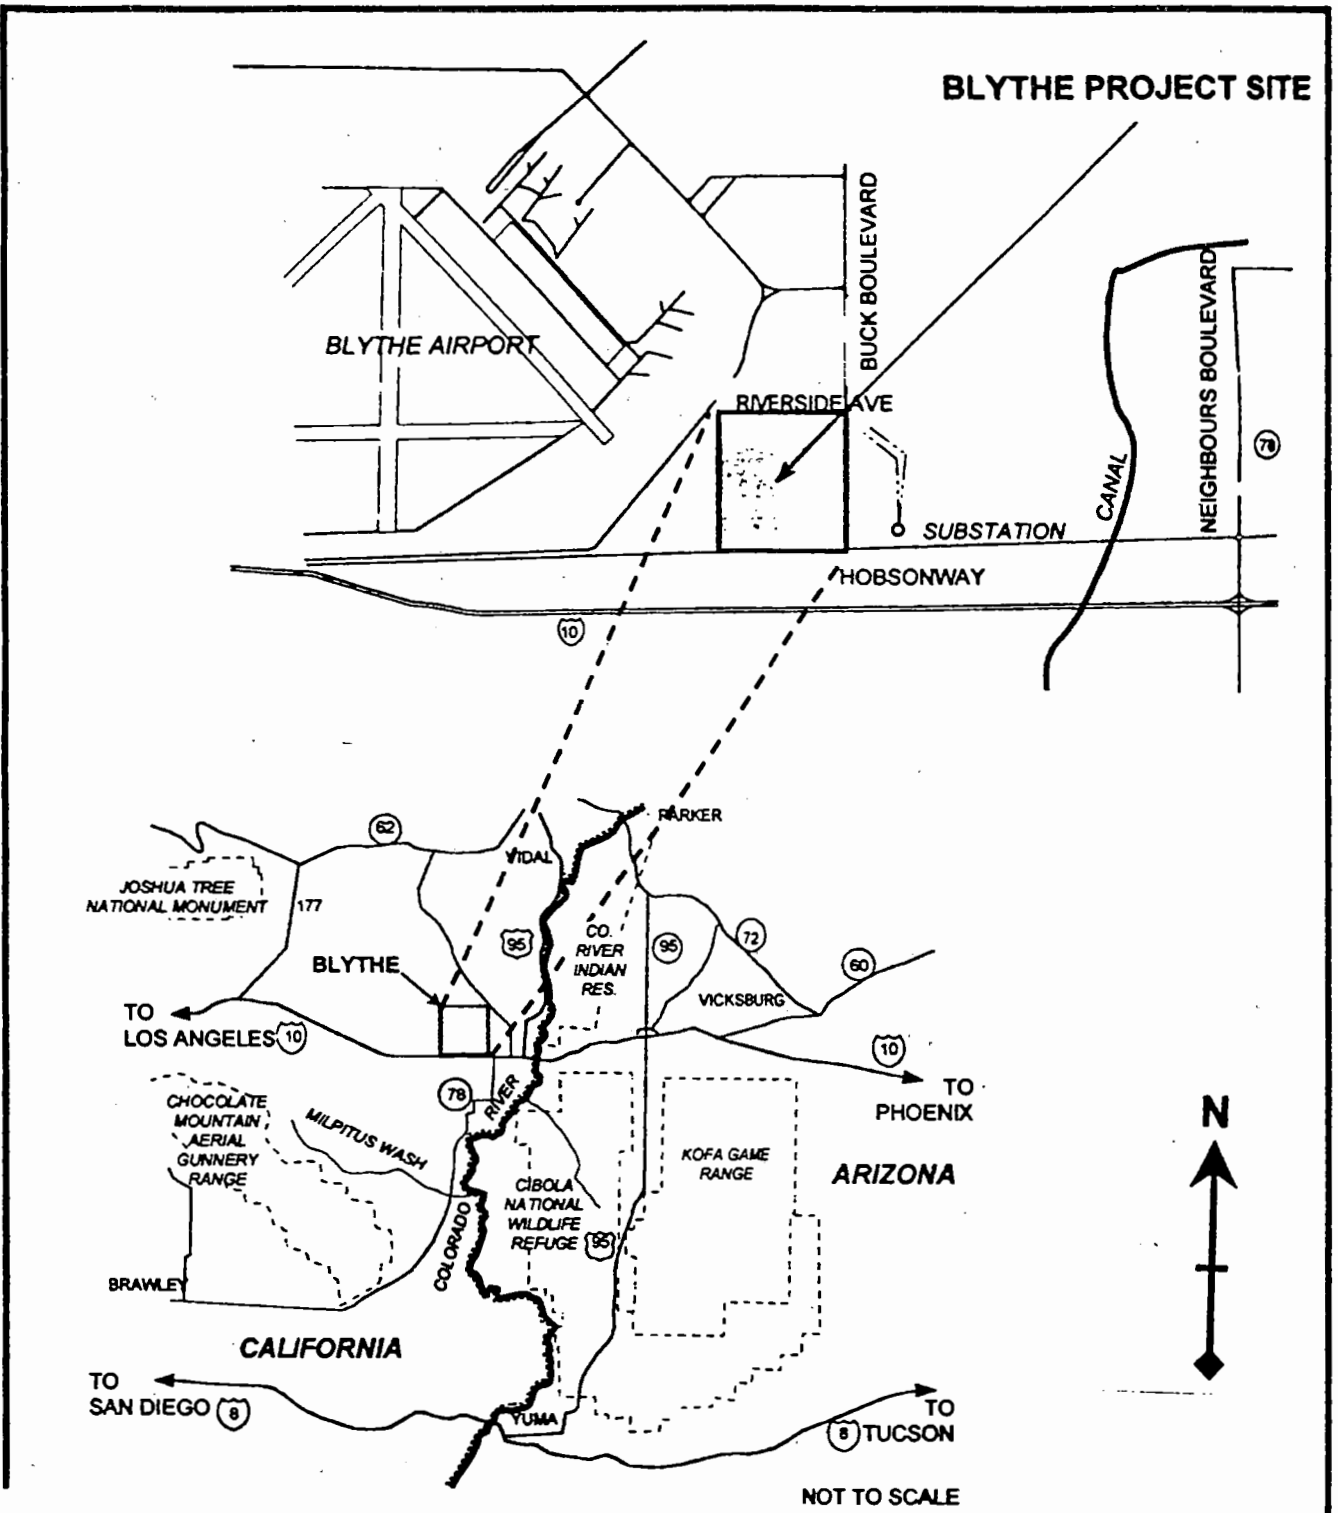 BLYTHE PROJECT SITE
BUCK BOULEVARD
NEIGHBOURS BOULEVARD
BLYTHE AIRPORT
RIVERSIDE AVE
78
CANAL
SUBSTATION
HOBSONWAY
10
PARKER
62
VIDAL
JOSHUA TREE
NATIONAL MONUMENT
177
95
CO.
RIVER
INDIAN
RES.
95
72
60
BLYTHE
VICKSBURG
TO
LOS ANGELES
10
10
TO
PHOENIX
78
RIVER
CHOCOLATE
MOUNTAIN
AERIAL
GUNNERY
RANGE
MILPITUS WASH
KOFA GAME
RANGE
ARIZONA
N
CIBOLA
NATIONAL
WILDLIFE
REFUGE
95
COLORADO
BRAWLEY
CALIFORNIA
TO
SAN DIEGO
8
YUMA
TO
TUCSON
8
NOT TO SCALE